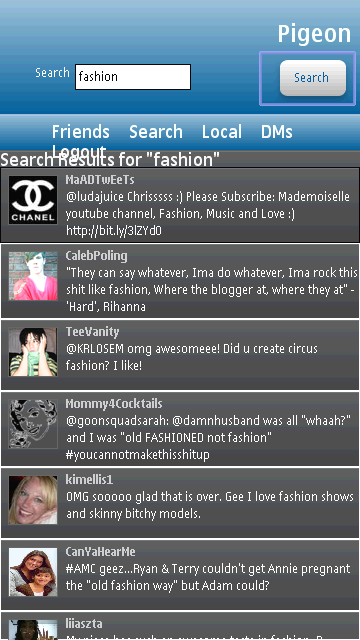 Pigeon
Search fashion Search
Friends Search Local DMs
Logout
Search Results for "fashion"
MaADTwEeTs
@ludajuice Chrisssss :) Please Subscribe: Mademoiselle
youtube channel, Fashion, Music and Love :)
http://bit.ly/3lZYd0
CHANEL
CalebPoling
"They can say whatever, Ima do whatever, Ima rock this
shit like fashion, Where the blogger at, where they at" -
'Hard', Rihanna
TeeVanity
@KRLOSEM omg awesomeee! Did u create circus
fashion? I like!
Mommy4Cocktails
@goonsquadsarah: @damnhusband was all "whaah?"
and I was "old FASHIONED not fashion"
#youcannotmakethisshitup
kimellis1
OMG sooooo glad that is over. Gee I love fashion shows
and skinny bitchy models.
CanYaHearMe
#AMC geez...Ryan & Terry couldn't get Annie pregnant
the "old fashion way" but Adam could?
liiaszta